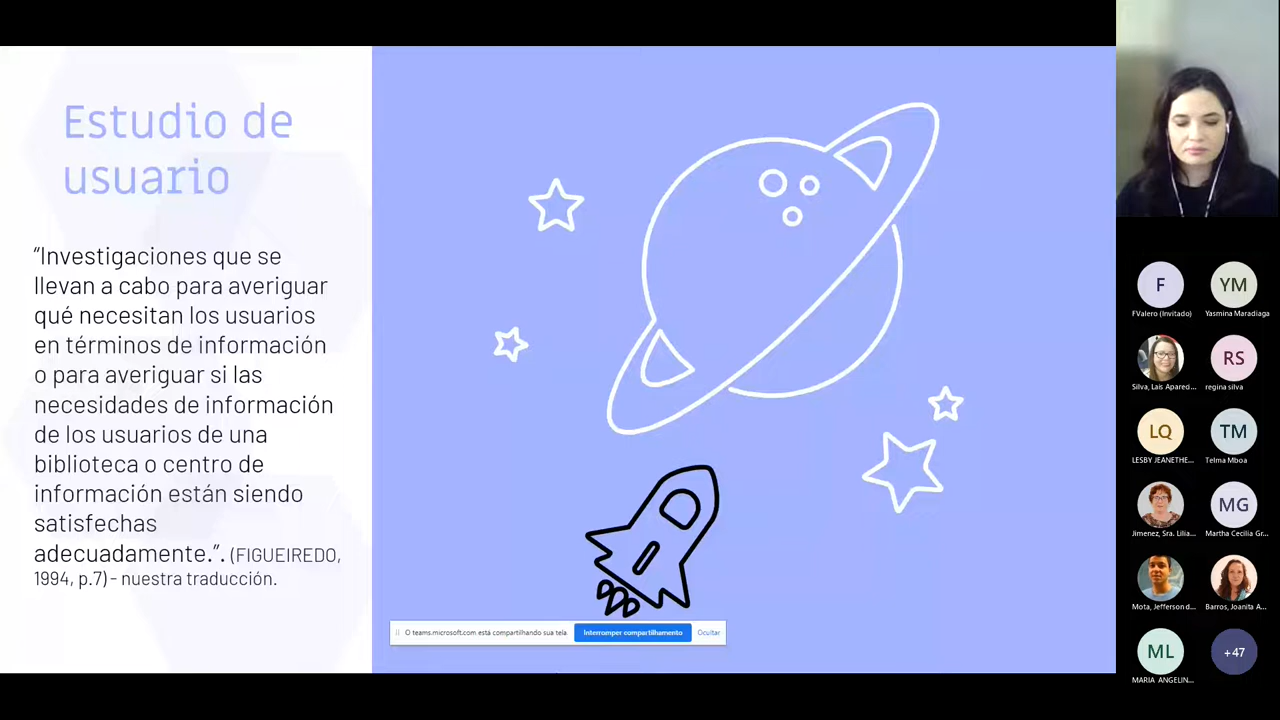 Estudio de
usuario
“Investigaciones que se
llevan a cabo para averiguar
qué necesitan los usuarios
en términos de información
o para averiguar si las
necesidades de información
de los usuarios de una
biblioteca o centro de
información están siendo
satisfechas
adecuadamente.”. (FIGUEIREDO,
1994, p.7) – nuestra traducción.
O teams.microsoft.com está compartilhando sua tela.
Interromper compartilhamento
Ocultar
F
FValero (Invitado)
YM
Yasmina Maradiaga
Silva, Lais Apared...
RS
regina silva
LQ
LESBY JEANETHE...
TM
Telma Mboa
Jimenez, Sra. Lilia...
MG
Martha Cecilia Gr...
Mota, Jefferson d...
Barros, Joanita A...
ML
MARIA ANGELIN...
+47